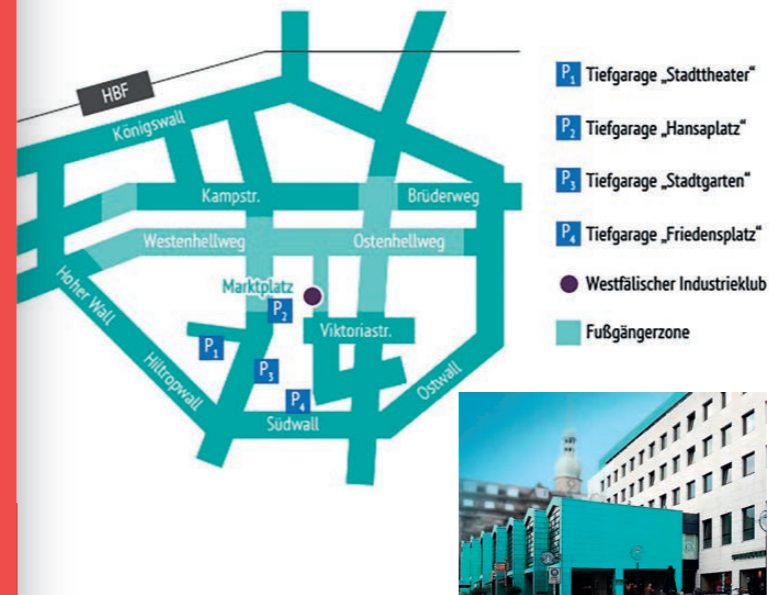 HBF
Königswall
Kampstr.
Brüderweg
Westenhellweg
Ostenhellweg
Marktplatz
Hoher Wall
P2
Viktoriastr.
P1
P3
Hiltropwall
P4
Ostwall
Südwall
P1 Tiefgarage „Stadttheater“
P2 Tiefgarage „Hansaplatz“
P3 Tiefgarage „Stadtgarten“
P4 Tiefgarage „Friedensplatz“
Westfälischer Industrieklub
Fußgängerzone